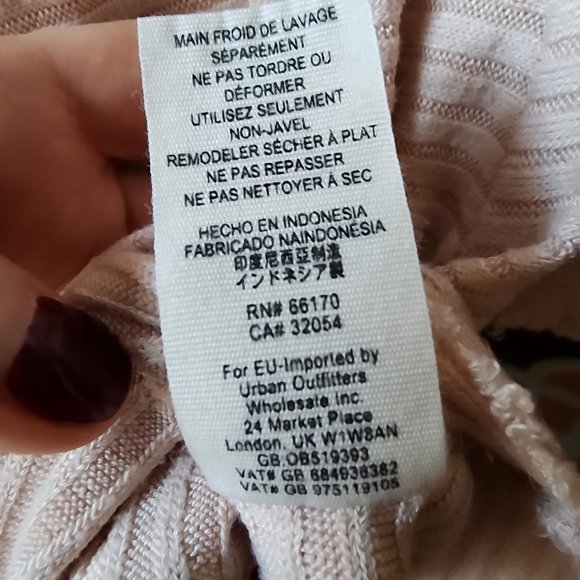 MAIN FROID DE LAVAGE
SÉPARÉMENT
NE PAS TORDRE OU
DÉFORMER
UTILISEZ SEULEMENT
NON-JAVEL
REMODELER SÈCHER À PLAT
NE PAS REPASSER
NE PAS NETTOYER À SEC
HECHO EN INDONESIA
FABRICADO NAINDONÉSIA
印度尼西亞制造
インドネシア製
RN# 66170
CA# 32054
For EU-Imported by
Urban Outfitters
Wholesale Inc.
24 Market Place
London, UK W1W8AN
GB:OB519393
VAT# GB 684936382
VAT# GB 975119105